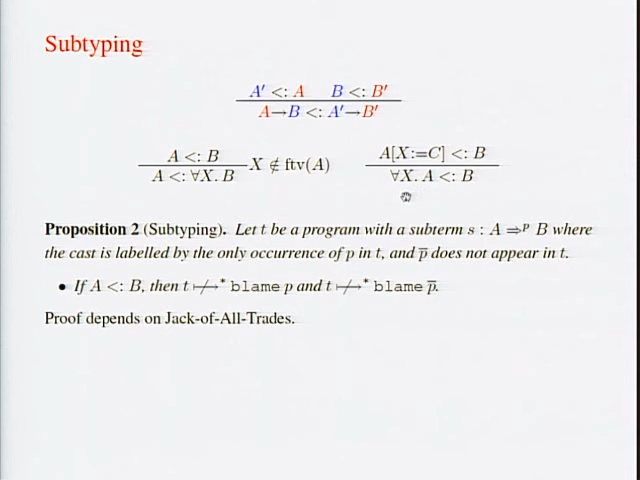 Subtyping
A′ <: A B <: B′
A→B <: A′→B′
A <: B
A <: ∀X. B
X ∉ ftv(A)
A[X:=C] <: B
∀X. A <: B
Proposition 2 (Subtyping). Let t be a program with a subterm s : A ⇒ᵖ B where
the cast is labelled by the only occurrence of p in t, and p̅ does not appear in t.
• If A <: B, then t ⟼̸* blame p and t ⟼̸* blame p̅.
Proof depends on Jack-of-All-Trades.